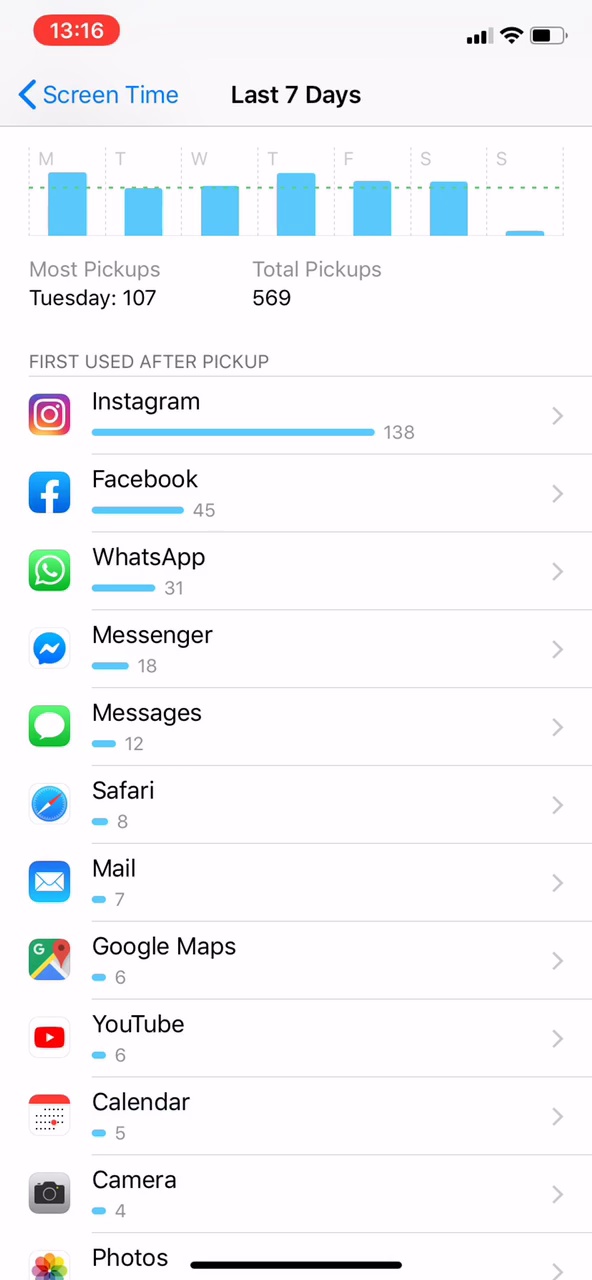 13:16
Screen Time
Last 7 Days
M T W T F S S
Most Pickups Total Pickups
Tuesday: 107 569
FIRST USED AFTER PICKUP
Instagram
138
Facebook
45
WhatsApp
31
Messenger
18
Messages
12
Safari
8
Mail
7
G
Google Maps
6
YouTube
6
Calendar
5
Camera
4
Photos